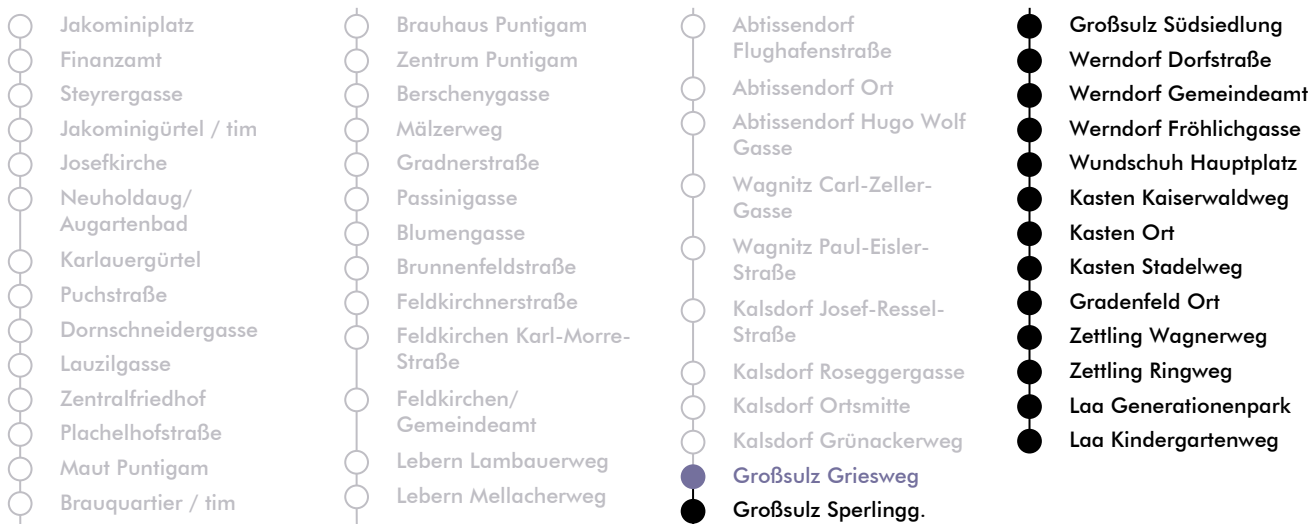 Jakominiplatz
Finanzamt
Steyrergasse
Jakominigürtel / tim
Josefkirche
Neuholdaug/
Augartenbad
Karlauergürtel
Puchstraße
Dornschneidergasse
Lauzilgasse
Zentralfriedhof
Plachelhofstraße
Maut Puntigam
Brauquartier / tim
Brauhaus Puntigam
Zentrum Puntigam
Berschenygasse
Mälzerweg
Gradnerstraße
Passinigasse
Blumengasse
Brunnenfeldstraße
Feldkirchnerstraße
Feldkirchen Karl-Morre-
Straße
Feldkirchen/
Gemeindeamt
Lebern Lambauerweg
Lebern Mellacherweg
Abtissendorf
Flughafenstraße
Abtissendorf Ort
Abtissendorf Hugo Wolf
Gasse
Wagnitz Carl-Zeller-
Gasse
Wagnitz Paul-Eisler-
Straße
Kalsdorf Josef-Ressel-
Straße
Kalsdorf Roseggergasse
Kalsdorf Ortsmitte
Kalsdorf Grünackerweg
Großsulz Griesweg
Großsulz Sperlingg.
Großsulz Südsiedlung
Werndorf Dorfstraße
Werndorf Gemeindeamt
Werndorf Fröhlichgasse
Wundschuh Hauptplatz
Kasten Kaiserwaldweg
Kasten Ort
Kasten Stadelweg
Gradenfeld Ort
Zettling Wagnerweg
Zettling Ringweg
Laa Generationenpark
Laa Kindergartenweg